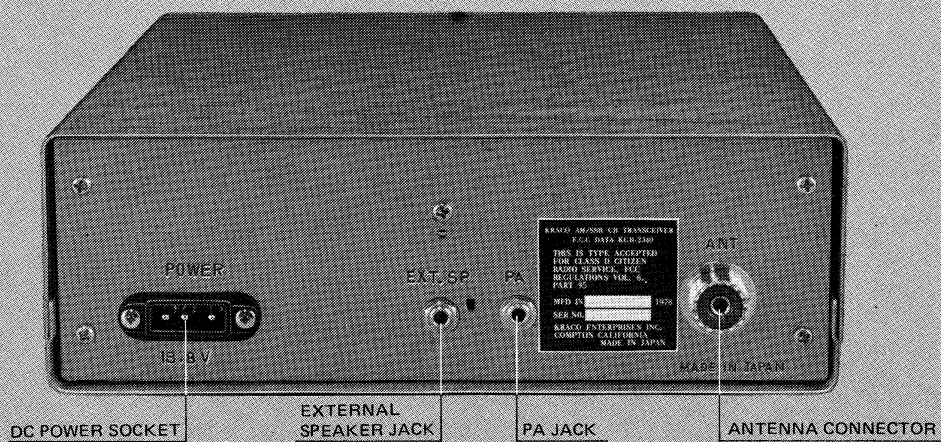 KRACO AM/SSB CB TRANSCEIVER
F.C.C DATA KCB-2340
THIS IS TYPE ACCEPTED
FOR CLASS D CITIZEN
RADIO SERVICE, FCC
REGULATIONS VOL. 6,
PART 95
MFD IN 1978
SER NO.
KRACO ENTERPRISES INC.
COMPTON CALIFORNIA
MADE IN JAPAN
ANT
POWER
EXT. SP
PA
13.8V
MADE IN JAPAN
DC POWER SOCKET
EXTERNAL
SPEAKER JACK
PA JACK
ANTENNA CONNECTOR